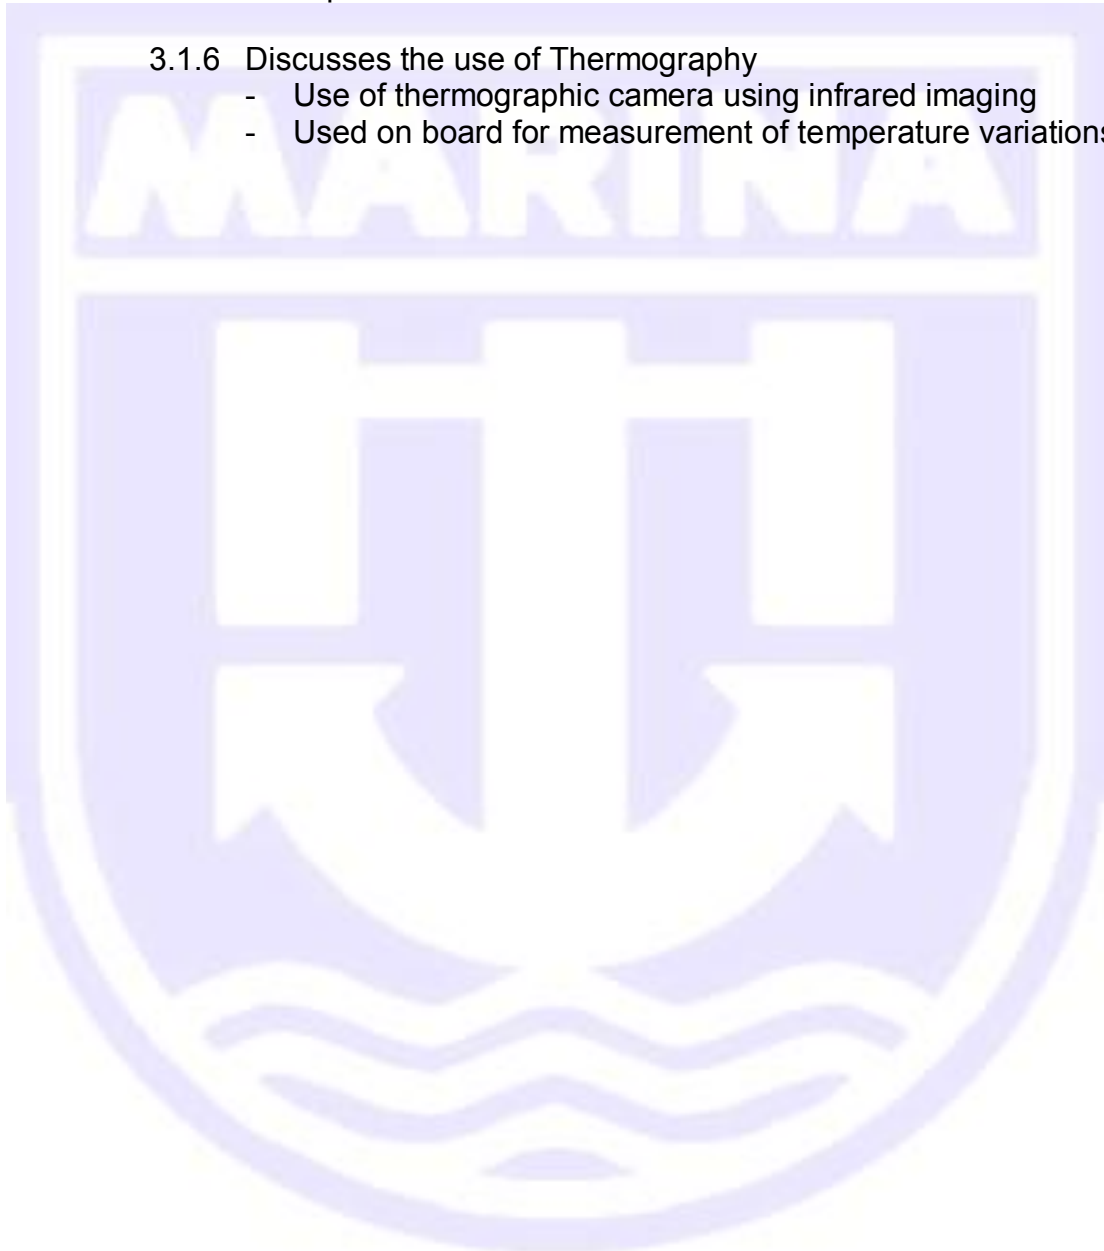 3.1.6 Discusses the use of Thermography
- Use of thermographic camera using infrared imaging
- Used on board for measurement of temperature variations
MARINA